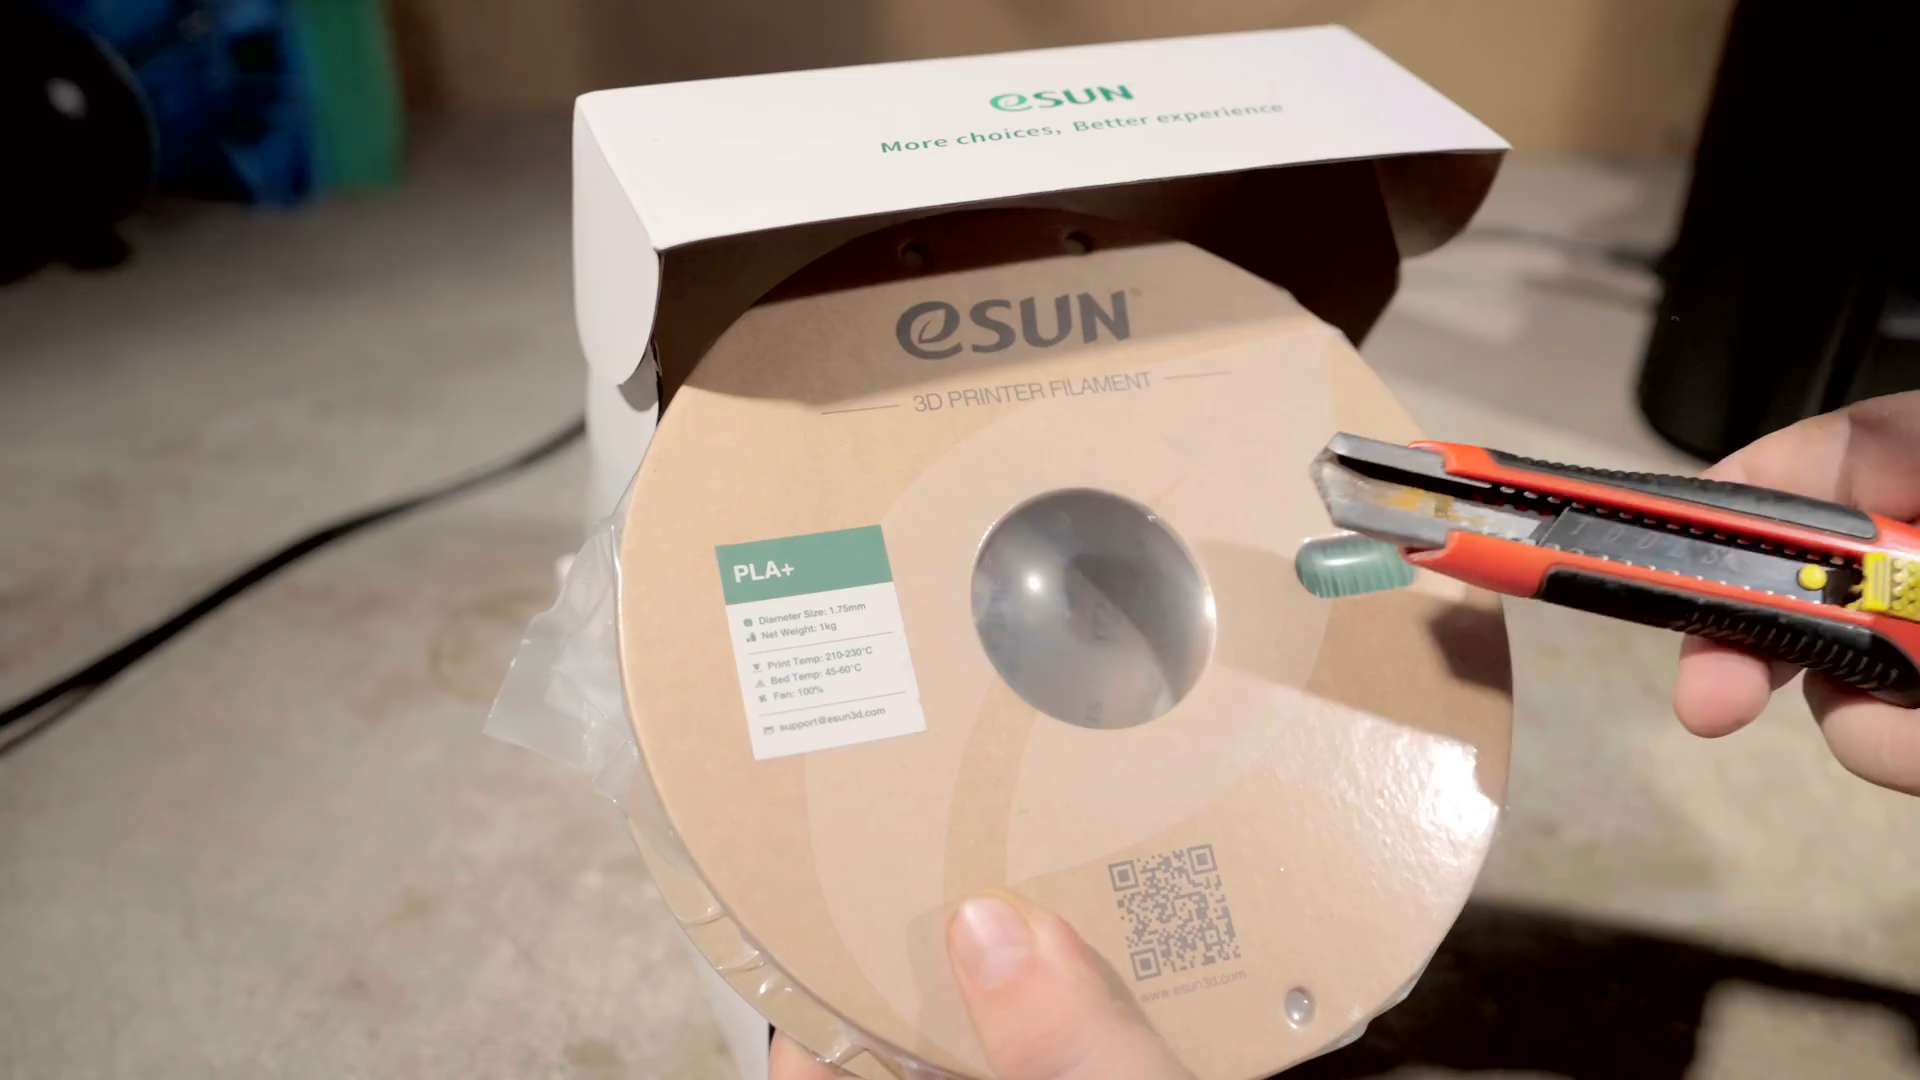 eSUN
More choices, Better experience
eSUN
3D PRINTER FILAMENT
PLA+
Diameter Size: 1.75mm
Net Weight: 1kg
Print Temp: 210-230°C
Bed Temp: 45-60°C
Fan: 100%
support@esun3d.com
TOOLS
www.esun3d.com